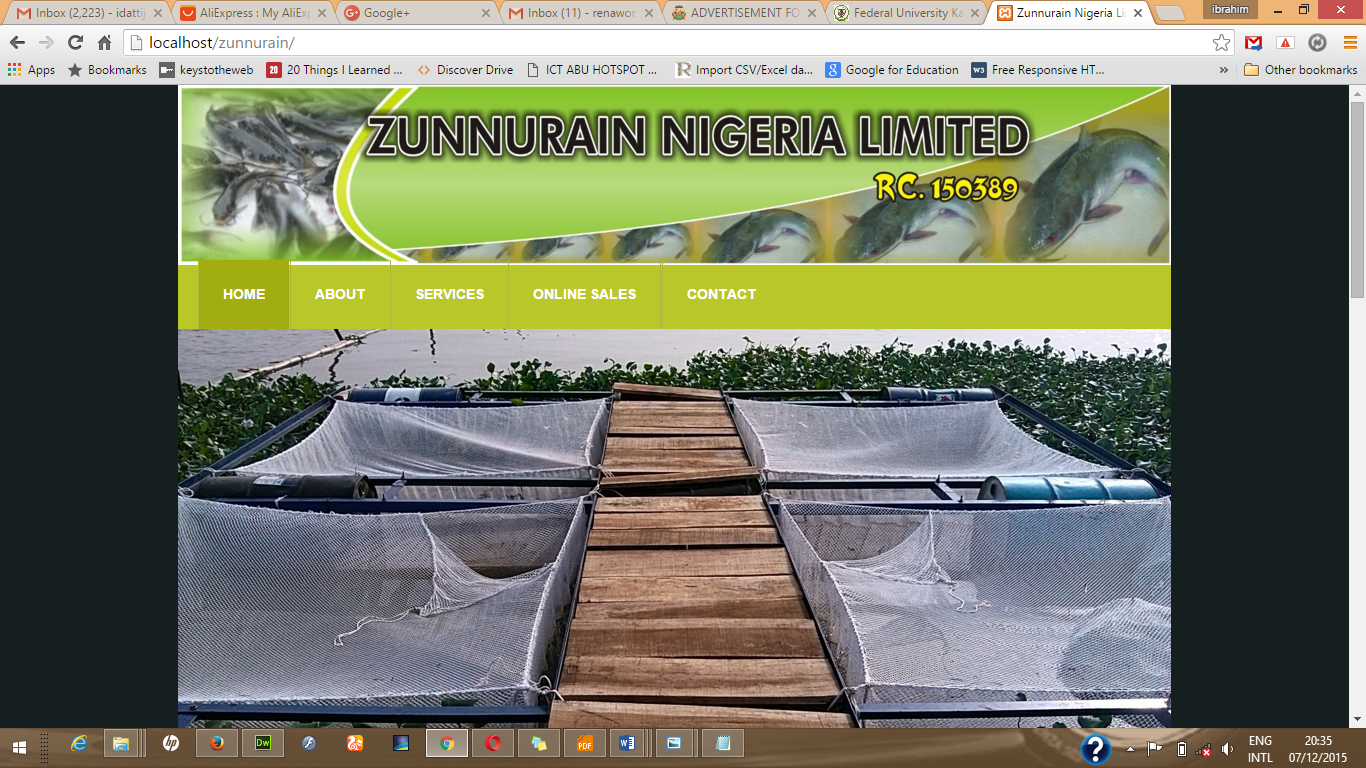 Inbox (2,223) - idattij
AliExpress : My AliExp
Google+
Inbox (11) - renawor
ADVERTISEMENT FO
Federal University Ka
Zunnurain Nigeria Li
ibrahim
localhost/zunnurain/
Apps
Bookmarks
keystotheweb
20 Things I Learned ...
Discover Drive
ICT ABU HOTSPOT ...
Import CSV/Excel da...
Google for Education
Free Responsive HT...
»
Other bookmarks
ZUNNURAIN NIGERIA LIMITED
RC. 150389
HOME
ABOUT
SERVICES
ONLINE SALES
CONTACT
ENG
INTL
20:35
07/12/2015